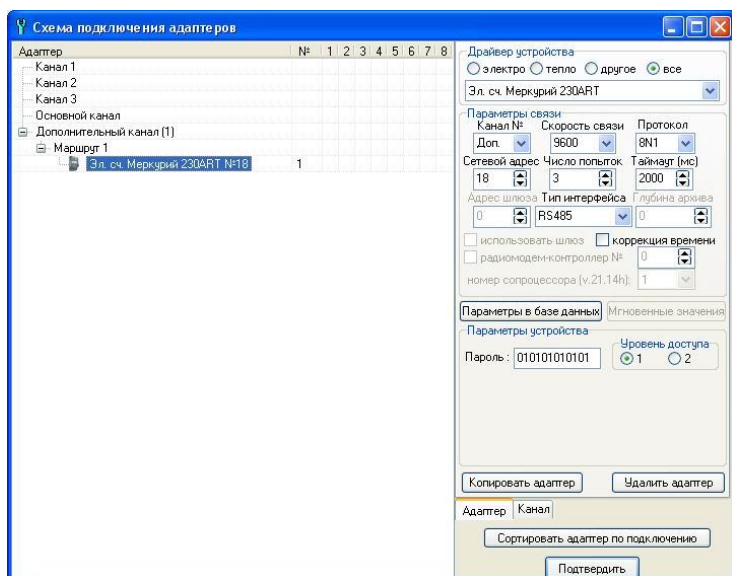 Схема подключения адаптеров
Адаптер № 1 2 3 4 5 6 7 8
Канал 1
Канал 2
Канал 3
Основной канал
Дополнительный канал (1)
Маршрут 1
Эл. сч. Меркурий 230ART №18 1
Драйвер устройства
электро тепло другое все
Эл. сч. Меркурий 230ART
Параметры связи
Канал № Скорость связи Протокол
Доп. 9600 8N1
Сетевой адрес Число попыток Таймаут (мс)
18 3 2000
Адрес шлюза Тип интерфейса Глубина архива
0 RS485 0
использовать шлюз коррекция времени
радиомодем-контроллер № 0
номер сопроцессора (v.21.14h): 1
Параметры в базе данных Мгновенные значения
Параметры устройства
Уровень доступа
Пароль : 010101010101 1 2
Копировать адаптер Удалить адаптер
Адаптер Канал
Сортировать адаптер по подключению
Подтвердить